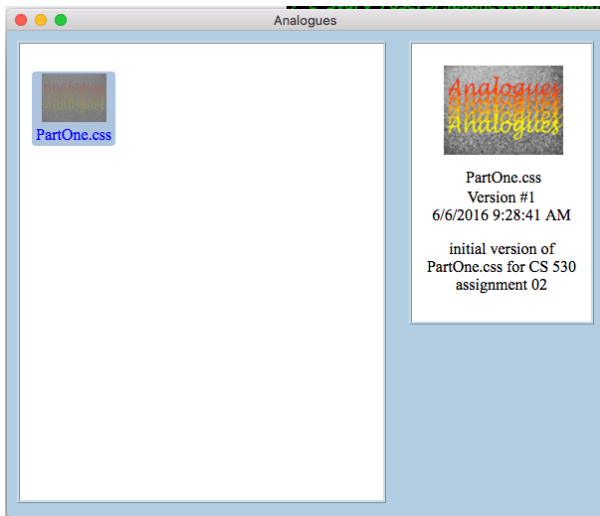 Analogues
PartOne.css
Analogues
Analogues
PartOne.css
Version #1
6/6/2016 9:28:41 AM
initial version of
PartOne.css for CS 530
assignment 02